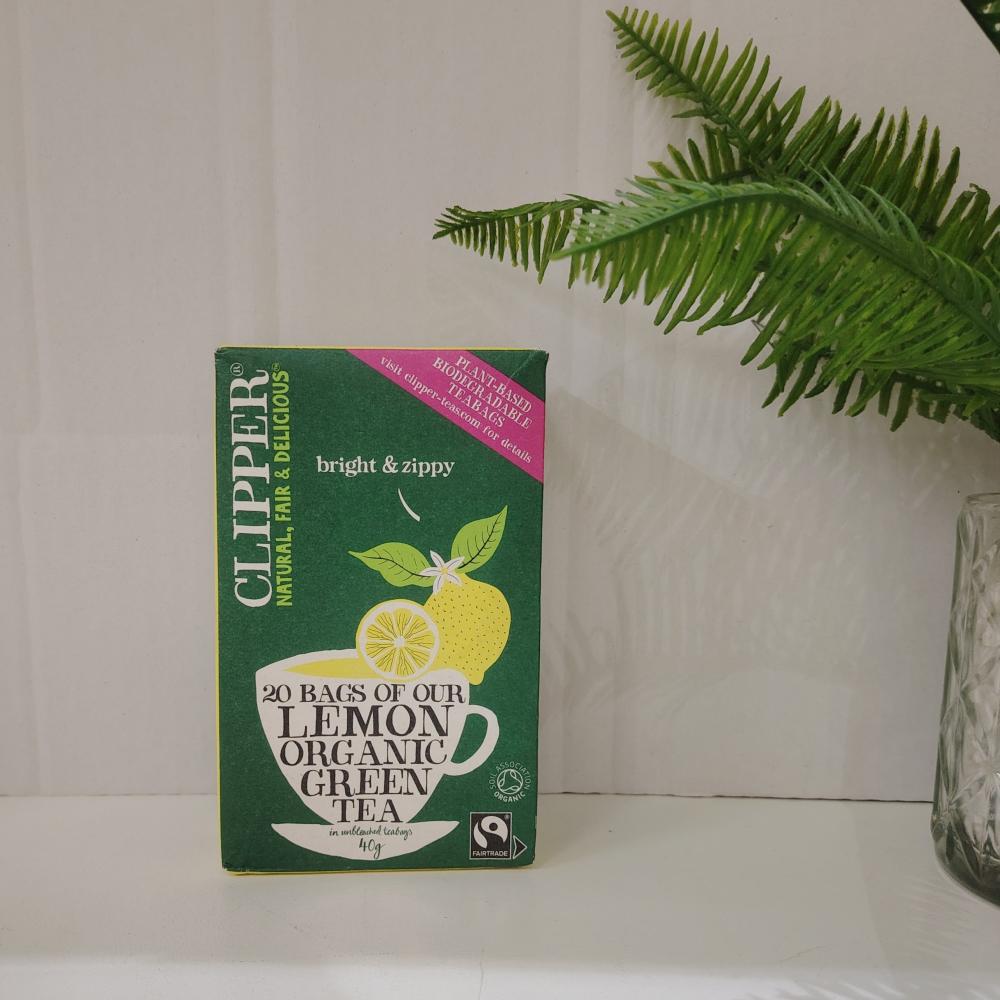 CLIPPER®
NATURAL, FAIR & DELICIOUS™
PLANT-BASED
BIODEGRADABLE
TEABAGS
visit clipper-teas.com for details
bright & zippy
20 BAGS OF OUR
LEMON
ORGANIC
GREEN
TEA
in unbleached teabags
40g
SOIL ASSOCIATION
ORGANIC
FAIRTRADE